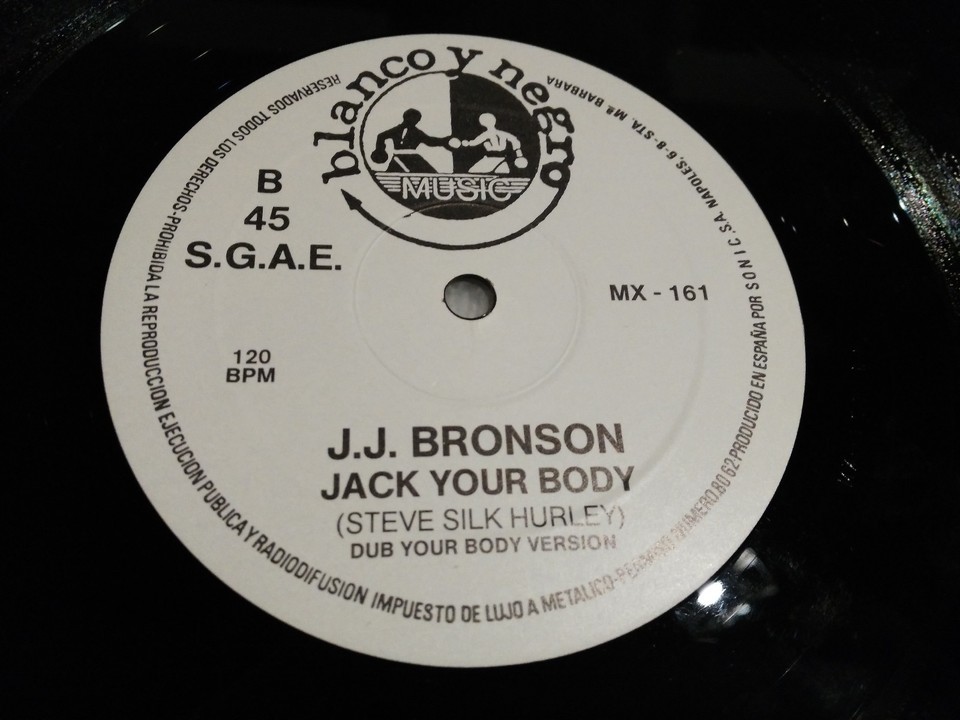 blanco y negro
MUSIC
B
45
S.G.A.E.
MX - 161
120
BPM
J.J. BRONSON
JACK YOUR BODY
(STEVE SILK HURLEY)
DUB YOUR BODY VERSION
RESERVADOS TODOS LOS DERECHOS-PROHIBIDA LA REPRODUCCION EJECUCION PUBLICA Y RADIODIFUSION IMPUESTO DE LUJO A METALICO- 80 62-PRODUCIDO EN ESPAÑA POR S O N I C, S.A. NAPOLES, 6-8-STA. Mª BARBARA